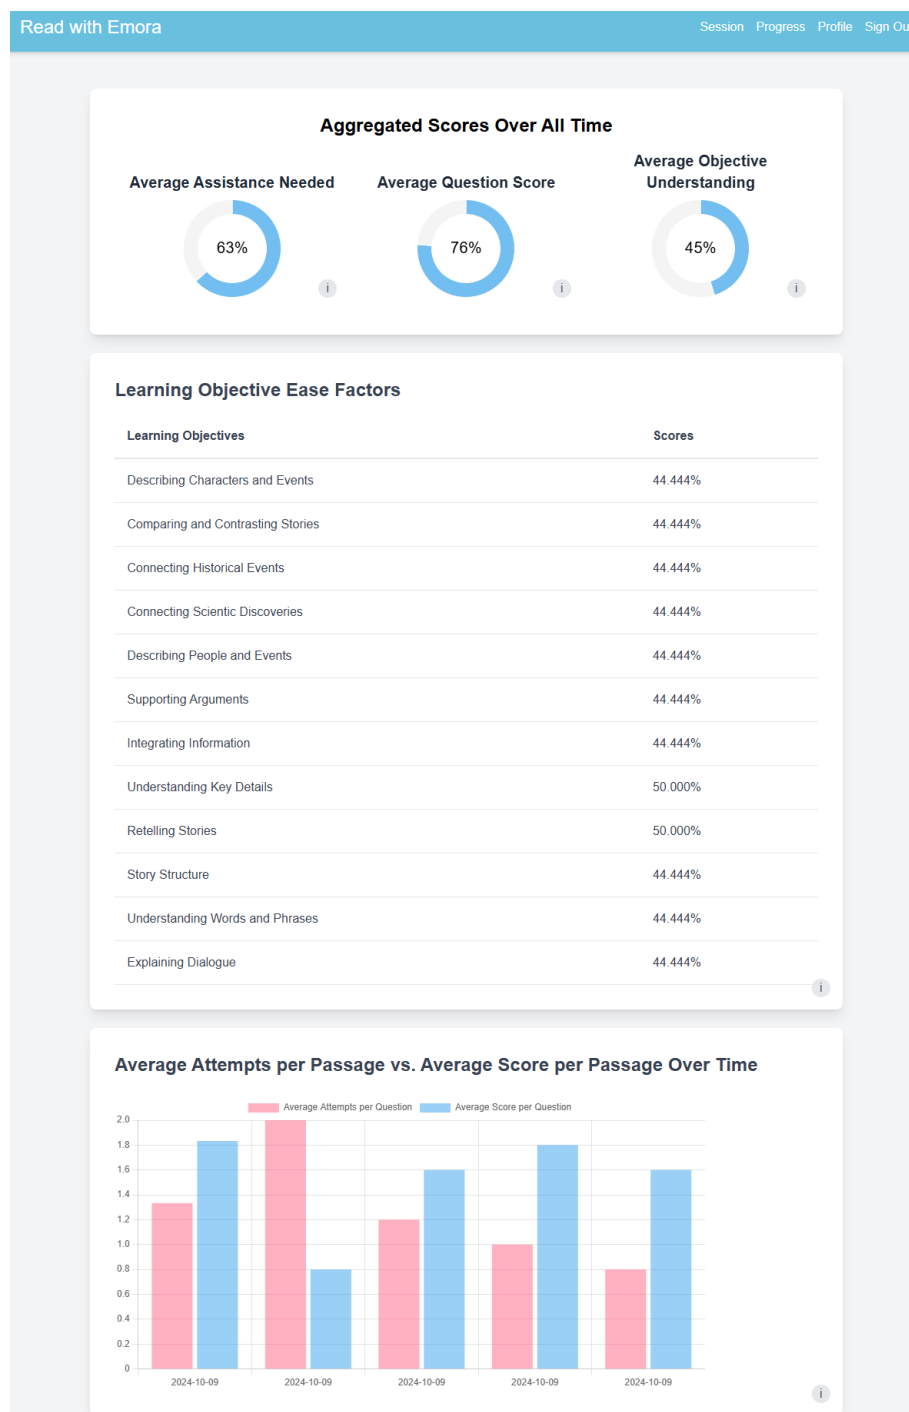 Read with Emora
Session Progress Profile Sign Ou
Aggregated Scores Over All Time
Average Assistance Needed
63%
i
Average Question Score
76%
i
Average Objective
Understanding
45%
i
Learning Objective Ease Factors
Learning Objectives Scores
Describing Characters and Events 44.444%
Comparing and Contrasting Stories 44.444%
Connecting Historical Events 44.444%
Connecting Scientic Discoveries 44.444%
Describing People and Events 44.444%
Supporting Arguments 44.444%
Integrating Information 44.444%
Understanding Key Details 50.000%
Retelling Stories 50.000%
Story Structure 44.444%
Understanding Words and Phrases 44.444%
Explaining Dialogue 44.444%
i
Average Attempts per Passage vs. Average Score per Passage Over Time
Average Attempts per Question Average Score per Question
2.0
1.8
1.6
1.4
1.2
1.0
0.8
0.6
0.4
0.2
0
2024-10-09 2024-10-09 2024-10-09 2024-10-09 2024-10-09
i